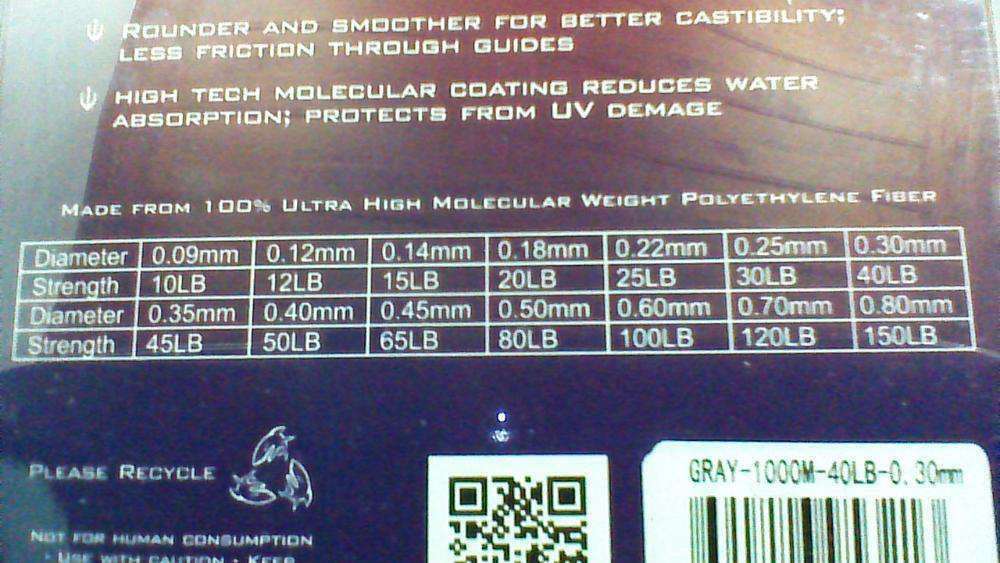 ROUNDER AND SMOOTHER FOR BETTER CASTIBILITY;
LESS FRICTION THROUGH GUIDES
HIGH TECH MOLECULAR COATING REDUCES WATER
ABSORPTION; PROTECTS FROM UV DEMAGE
MADE FROM 100% ULTRA HIGH MOLECULAR WEIGHT POLYETHYLENE FIBER
Diameter 0.09mm 0.12mm 0.14mm 0.18mm 0.22mm 0.25mm 0.30mm
Strength 10LB 12LB 15LB 20LB 25LB 30LB 40LB
Diameter 0.35mm 0.40mm 0.45mm 0.50mm 0.60mm 0.70mm 0.80mm
Strength 45LB 50LB 65LB 80LB 100LB 120LB 150LB
PLEASE RECYCLE
GRAY-1000M-40LB-0.30mm
NOT FOR HUMAN CONSUMPTION
· USE WITH CAUTION · KEEP